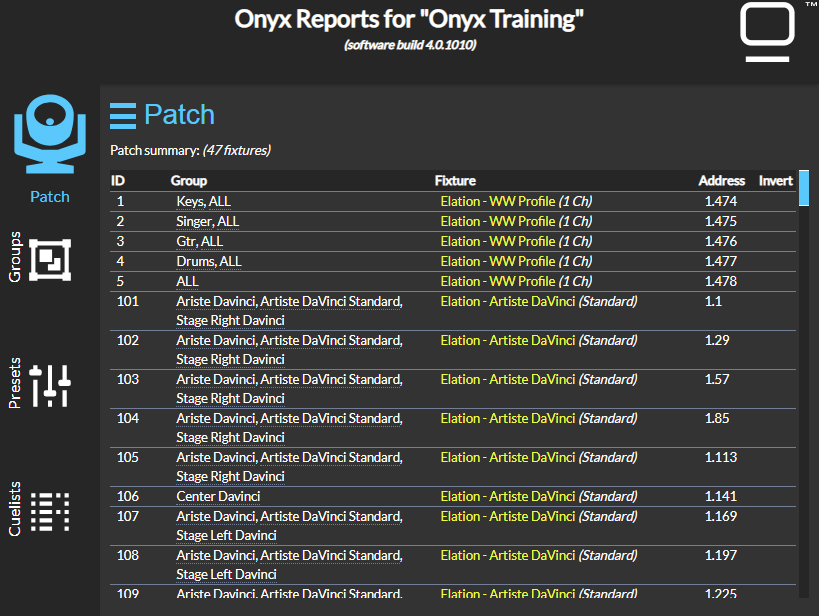 Onyx Reports for "Onyx Training"
(software build 4.0.1010)
TM
Patch
Groups
Presets
Cuelists
Patch
Patch summary: (47 fixtures)
ID Group Fixture Address Invert
1 Keys, ALL Elation - WW Profile (1 Ch) 1.474
2 Singer, ALL Elation - WW Profile (1 Ch) 1.475
3 Gtr, ALL Elation - WW Profile (1 Ch) 1.476
4 Drums, ALL Elation - WW Profile (1 Ch) 1.477
5 ALL Elation - WW Profile (1 Ch) 1.478
101 Ariste Davinci, Artiste DaVinci Standard, Elation - Artiste DaVinci (Standard) 1.1
Stage Right Davinci
102 Ariste Davinci, Artiste DaVinci Standard, Elation - Artiste DaVinci (Standard) 1.29
Stage Right Davinci
103 Ariste Davinci, Artiste DaVinci Standard, Elation - Artiste DaVinci (Standard) 1.57
Stage Right Davinci
104 Ariste Davinci, Artiste DaVinci Standard, Elation - Artiste DaVinci (Standard) 1.85
Stage Right Davinci
105 Ariste Davinci, Artiste DaVinci Standard, Elation - Artiste DaVinci (Standard) 1.113
Stage Right Davinci
106 Center Davinci Elation - Artiste DaVinci (Standard) 1.141
107 Ariste Davinci, Artiste DaVinci Standard, Elation - Artiste DaVinci (Standard) 1.169
Stage Left Davinci
108 Ariste Davinci, Artiste DaVinci Standard, Elation - Artiste DaVinci (Standard) 1.197
Stage Left Davinci
109 Ariste Davinci, Artiste DaVinci Standard, Elation - Artiste DaVinci (Standard) 1.225